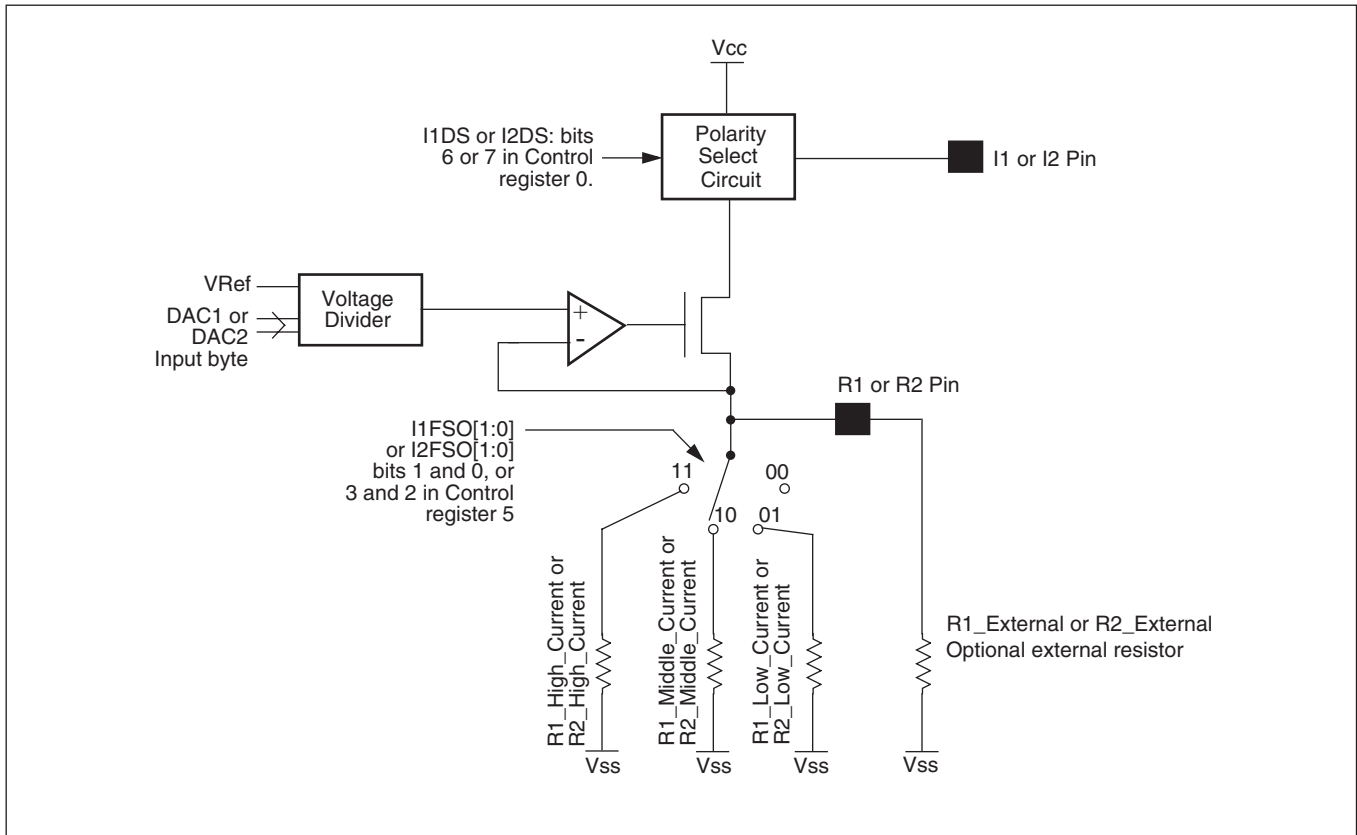 Vcc
I1DS or I2DS: bits
6 or 7 in Control
register 0.
Polarity
Select
Circuit
I1 or I2 Pin
VRef
DAC1 or
DAC2
Input byte
Voltage
Divider
+
-
R1 or R2 Pin
I1FSO[1:0]
or I2FSO[1:0]
bits 1 and 0, or
3 and 2 in Control
register 5
11
00
10
01
R1_High_Current or
R2_High_Current
R1_Middle_Current or
R2_Middle_Current
R1_Low_Current or
R2_Low_Current
R1_External or R2_External
Optional external resistor
Vss
Vss
Vss
Vss